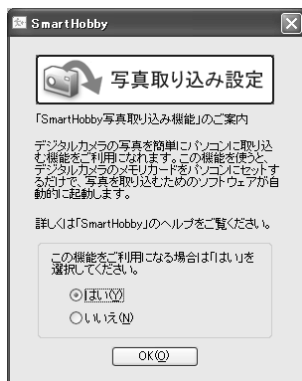 SmartHobby
写真取り込み設定
「SmartHobby写真取り込み機能」のご案内
デジタルカメラの写真を簡単にパソコンに取り込
む機能をご利用になれます。この機能を使うと、
デジタルカメラのメモリカードをパソコンにセットす
るだけで、写真を取り込むためのソフトウェアが自
動的に起動します。
詳しくは「SmartHobby」のヘルプをご覧ください。
この機能をご利用になる場合は「はい」を
選択してください。
はい(Y)
いいえ(N)
OK(O)